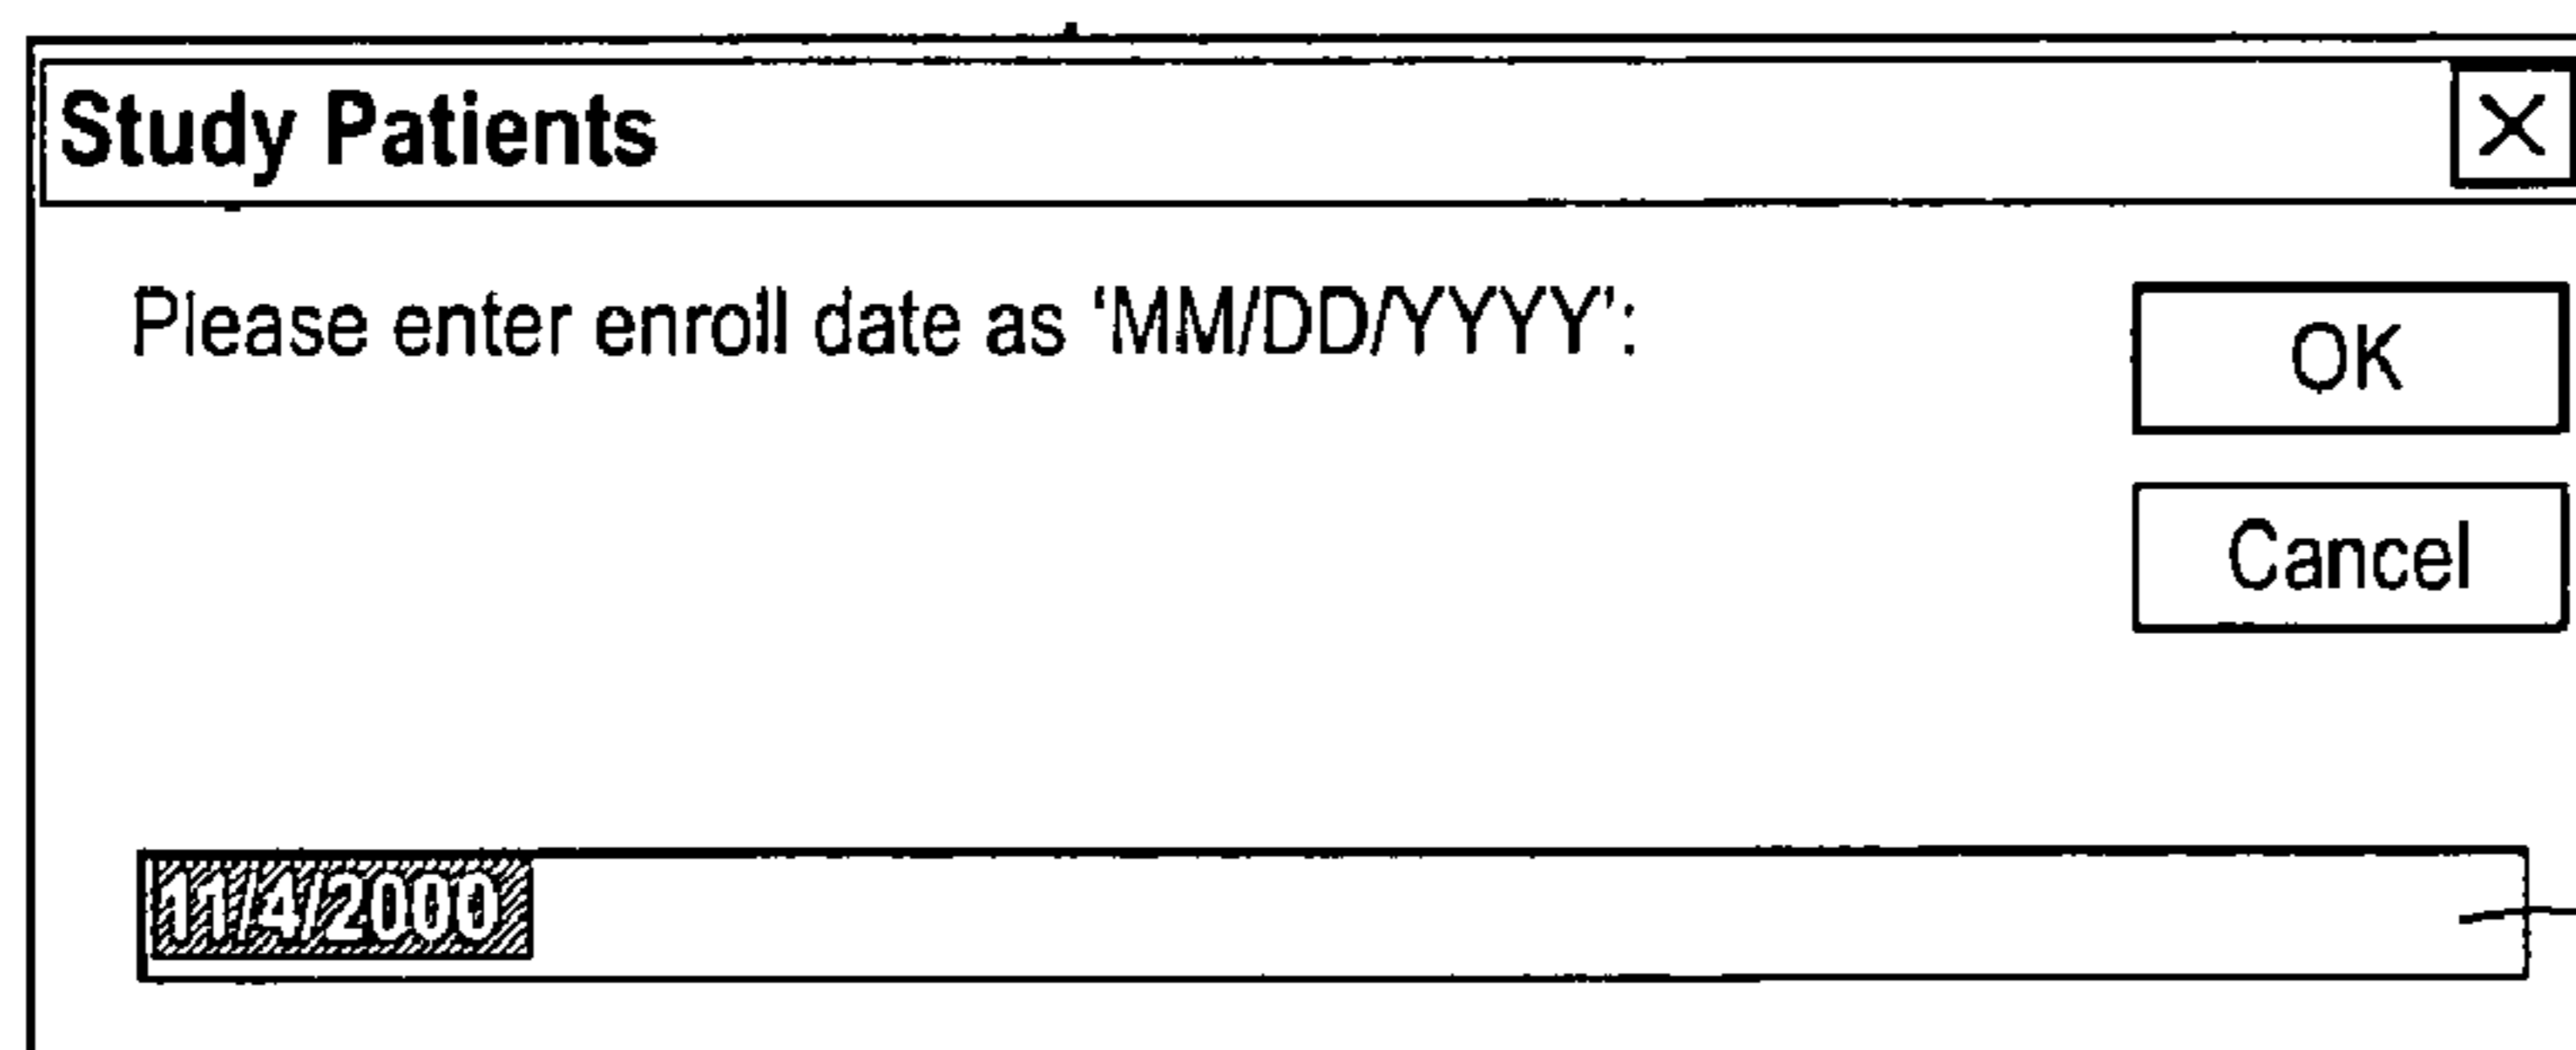 Study Patients
Please enter enroll date as ‘MM/DD/YYYY’:
OK
Cancel
11/4/2000